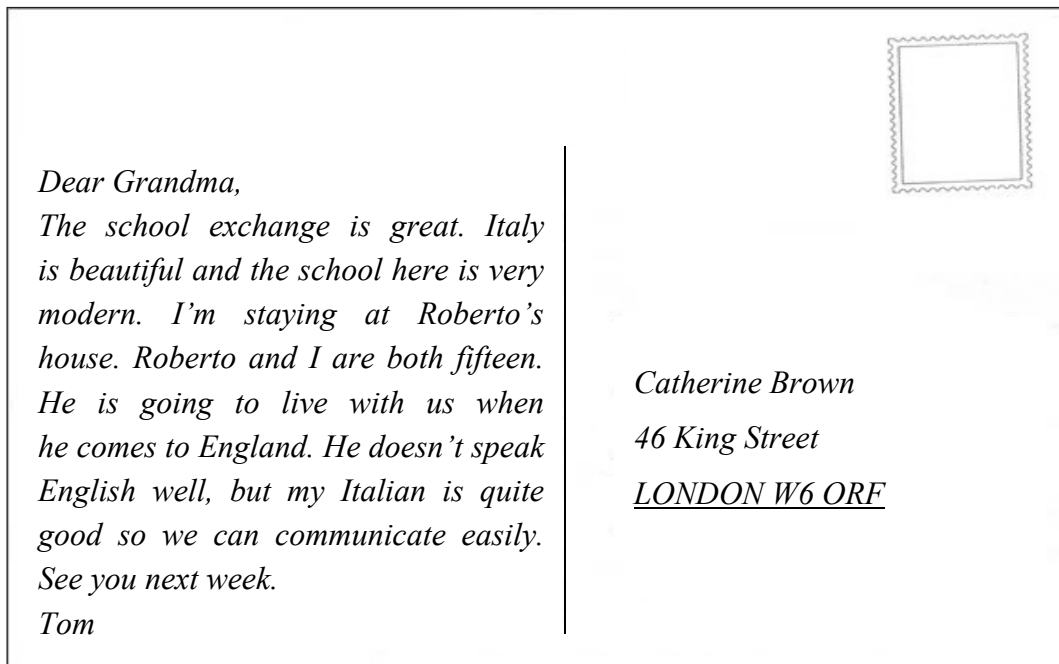 Dear Grandma,
The school exchange is great. Italy
is beautiful and the school here is very
modern. I’m staying at Roberto’s
house. Roberto and I are both fifteen.
He is going to live with us when
he comes to England. He doesn’t speak
English well, but my Italian is quite
good so we can communicate easily.
See you next week.
Tom
Catherine Brown
46 King Street
LONDON W6 ORF